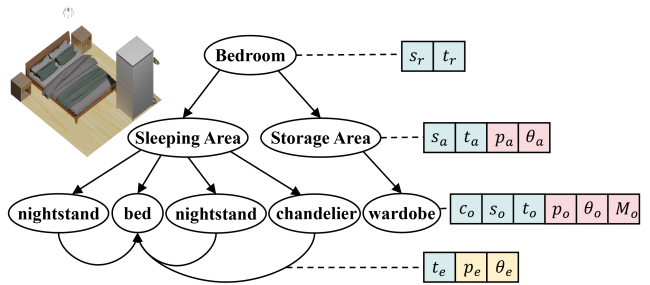 Bedroom s_r t_r
Sleeping Area Storage Area s_a t_a p_a θ_a
nightstand bed nightstand chandelier wardobe c_o s_o t_o p_o θ_o M_o
t_e p_e θ_e